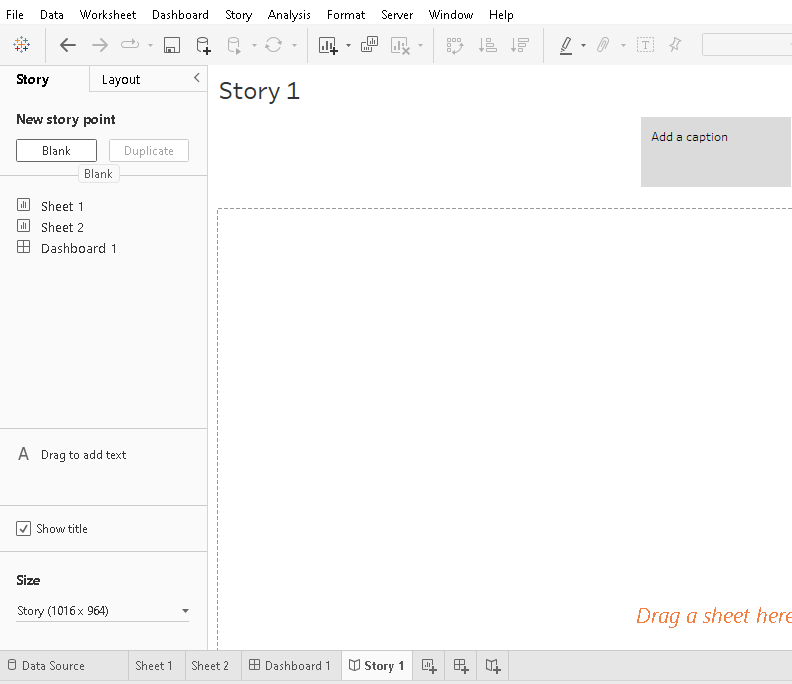 File Data Worksheet Dashboard Story Analysis Format Server Window Help
Story Layout
Story 1
New story point
Add a caption
Blank Duplicate
Blank
Sheet 1
Sheet 2
Dashboard 1
A Drag to add text
Show title
Size
Story (1016 x 964)
Drag a sheet here
Data Source Sheet 1 Sheet 2 Dashboard 1 Story 1